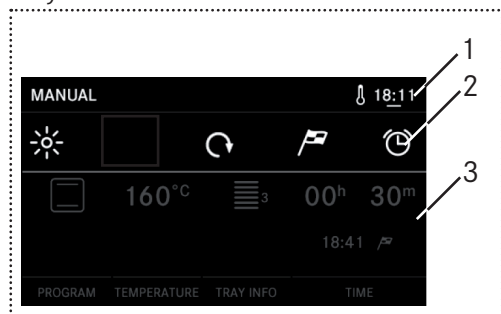 1
MANUAL 18:11
2
3
160°C 3 00h 30m
18:41
PROGRAM TEMPERATURE TRAY INFO TIME